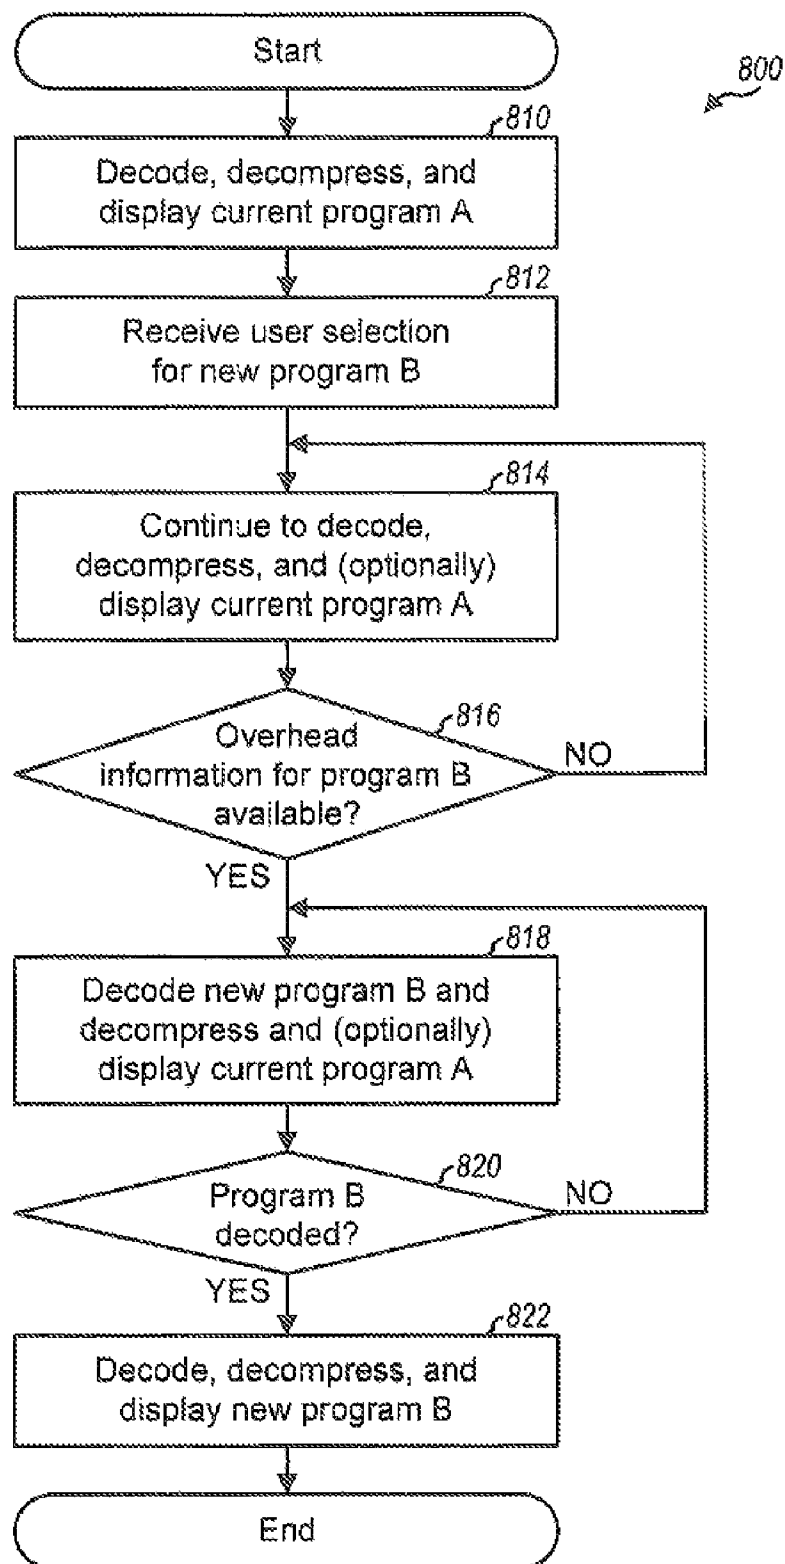 Start
800
810
Decode, decompress, and
display current program A
812
Receive user selection
for new program B
814
Continue to decode,
decompress, and (optionally)
display current program A
816
Overhead
information for program B
available?
NO
YES
818
Decode new program B and
decompress and (optionally)
display current program A
820
Program B
decoded?
NO
YES
822
Decode, decompress, and
display new program B
End